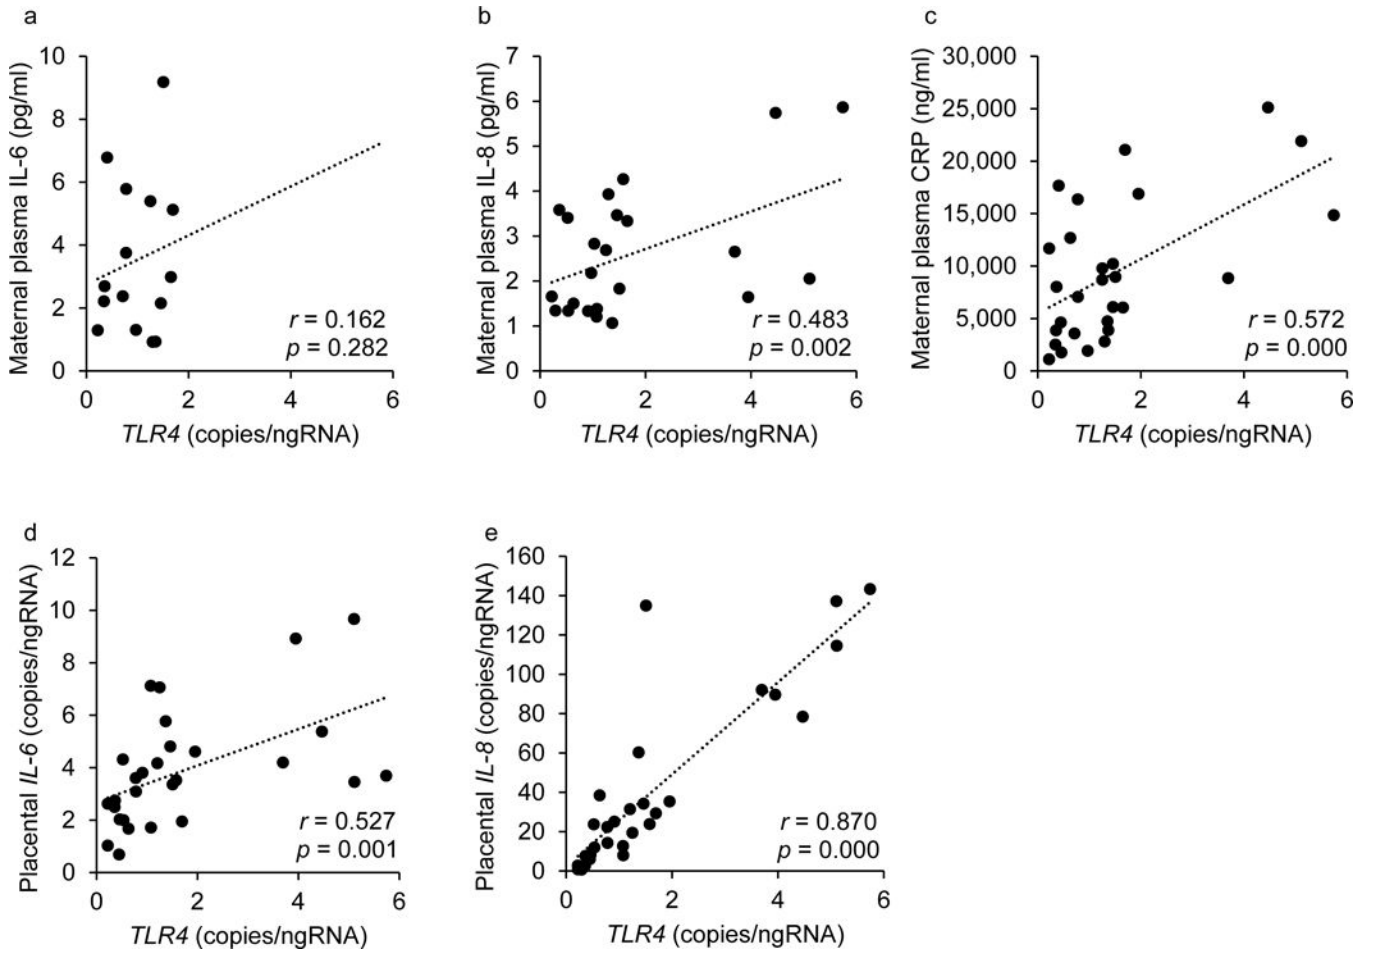 a
Maternal plasma IL-6 (pg/ml)
10
8
6
4
2
0
r = 0.162
p = 0.282
0 2 4 6
TLR4 (copies/ngRNA)
b
Maternal plasma IL-8 (pg/ml)
7
6
5
4
3
2
1
0
r = 0.483
p = 0.002
0 2 4 6
TLR4 (copies/ngRNA)
c
Maternal plasma CRP (ng/ml)
30,000
25,000
20,000
15,000
10,000
5,000
0
r = 0.572
p = 0.000
0 2 4 6
TLR4 (copies/ngRNA)
d
Placental IL-6 (copies/ngRNA)
12
10
8
6
4
2
0
r = 0.527
p = 0.001
0 2 4 6
TLR4 (copies/ngRNA)
e
Placental IL-8 (copies/ngRNA)
160
140
120
100
80
60
40
20
0
r = 0.870
p = 0.000
0 2 4 6
TLR4 (copies/ngRNA)